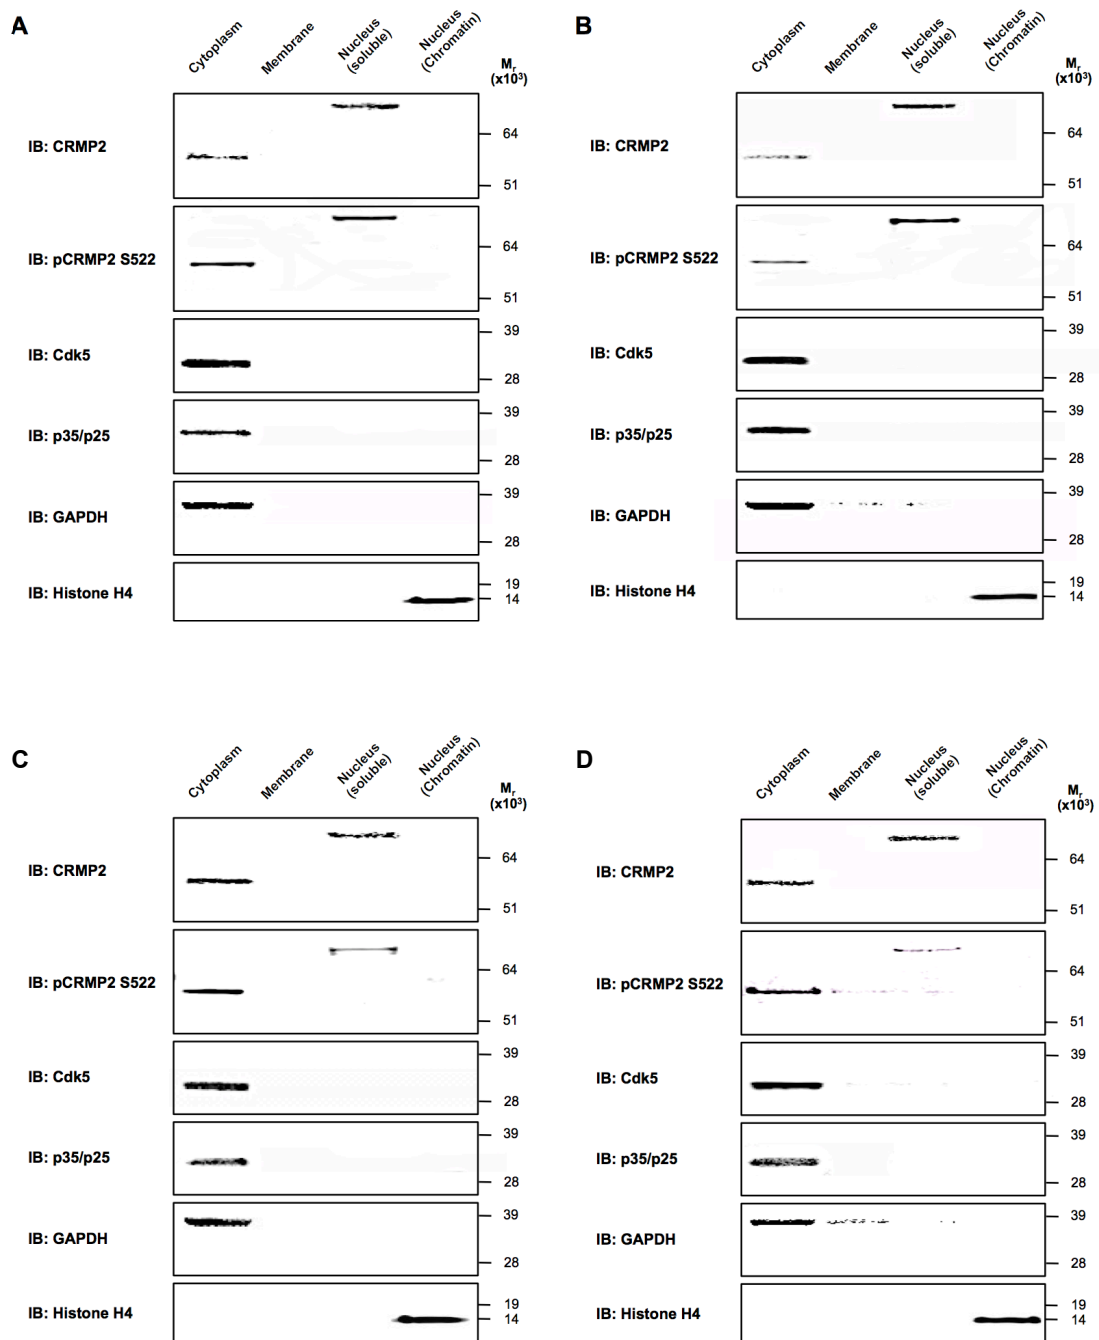 A
Cytoplasm
Membrane
Nucleus
(soluble)
Nucleus
(Chromatin)
Mr
(x10³)
IB: CRMP2
64
51
IB: pCRMP2 S522
64
51
IB: Cdk5
39
28
IB: p35/p25
39
28
IB: GAPDH
39
28
IB: Histone H4
19
14
B
Cytoplasm
Membrane
Nucleus
(soluble)
Nucleus
(Chromatin)
Mr
(x10³)
IB: CRMP2
64
51
IB: pCRMP2 S522
64
51
IB: Cdk5
39
28
IB: p35/p25
39
28
IB: GAPDH
39
28
IB: Histone H4
19
14
C
Cytoplasm
Membrane
Nucleus
(soluble)
Nucleus
(Chromatin)
Mr
(x10³)
IB: CRMP2
64
51
IB: pCRMP2 S522
64
51
IB: Cdk5
39
28
IB: p35/p25
39
28
IB: GAPDH
39
28
IB: Histone H4
19
14
D
Cytoplasm
Membrane
Nucleus
(soluble)
Nucleus
(Chromatin)
Mr
(x10³)
IB: CRMP2
64
51
IB: pCRMP2 S522
64
51
IB: Cdk5
39
28
IB: p35/p25
39
28
IB: GAPDH
39
28
IB: Histone H4
19
14